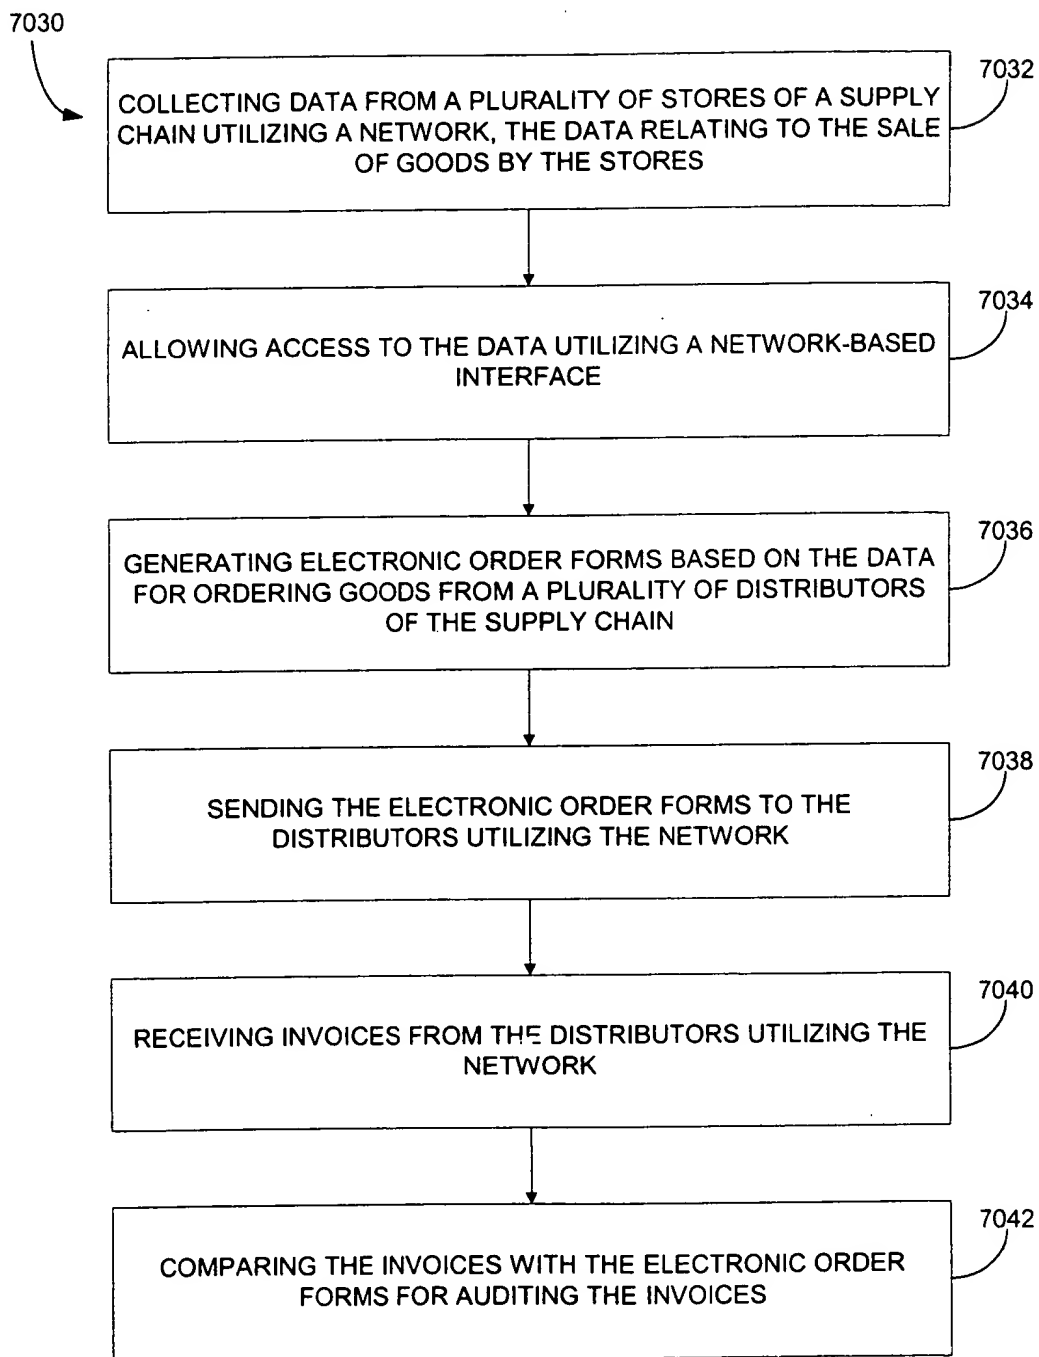 7030
7032
COLLECTING DATA FROM A PLURALITY OF STORES OF A SUPPLY
CHAIN UTILIZING A NETWORK, THE DATA RELATING TO THE SALE
OF GOODS BY THE STORES
7034
ALLOWING ACCESS TO THE DATA UTILIZING A NETWORK-BASED
INTERFACE
7036
GENERATING ELECTRONIC ORDER FORMS BASED ON THE DATA
FOR ORDERING GOODS FROM A PLURALITY OF DISTRIBUTORS
OF THE SUPPLY CHAIN
7038
SENDING THE ELECTRONIC ORDER FORMS TO THE
DISTRIBUTORS UTILIZING THE NETWORK
7040
RECEIVING INVOICES FROM THE DISTRIBUTORS UTILIZING THE
NETWORK
7042
COMPARING THE INVOICES WITH THE ELECTRONIC ORDER
FORMS FOR AUDITING THE INVOICES